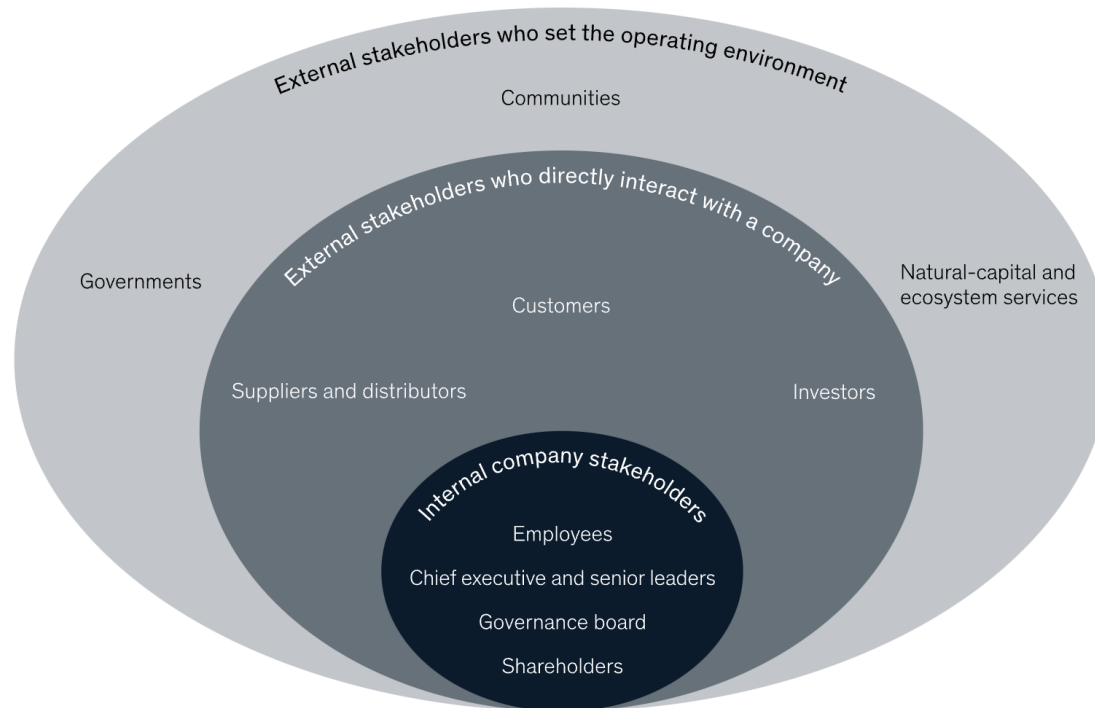 External stakeholders who set the operating environment
Communities
External stakeholders who directly interact with a company
Governments
Natural-capital and
ecosystem services
Customers
Suppliers and distributors
Investors
Internal company stakeholders
Employees
Chief executive and senior leaders
Governance board
Shareholders